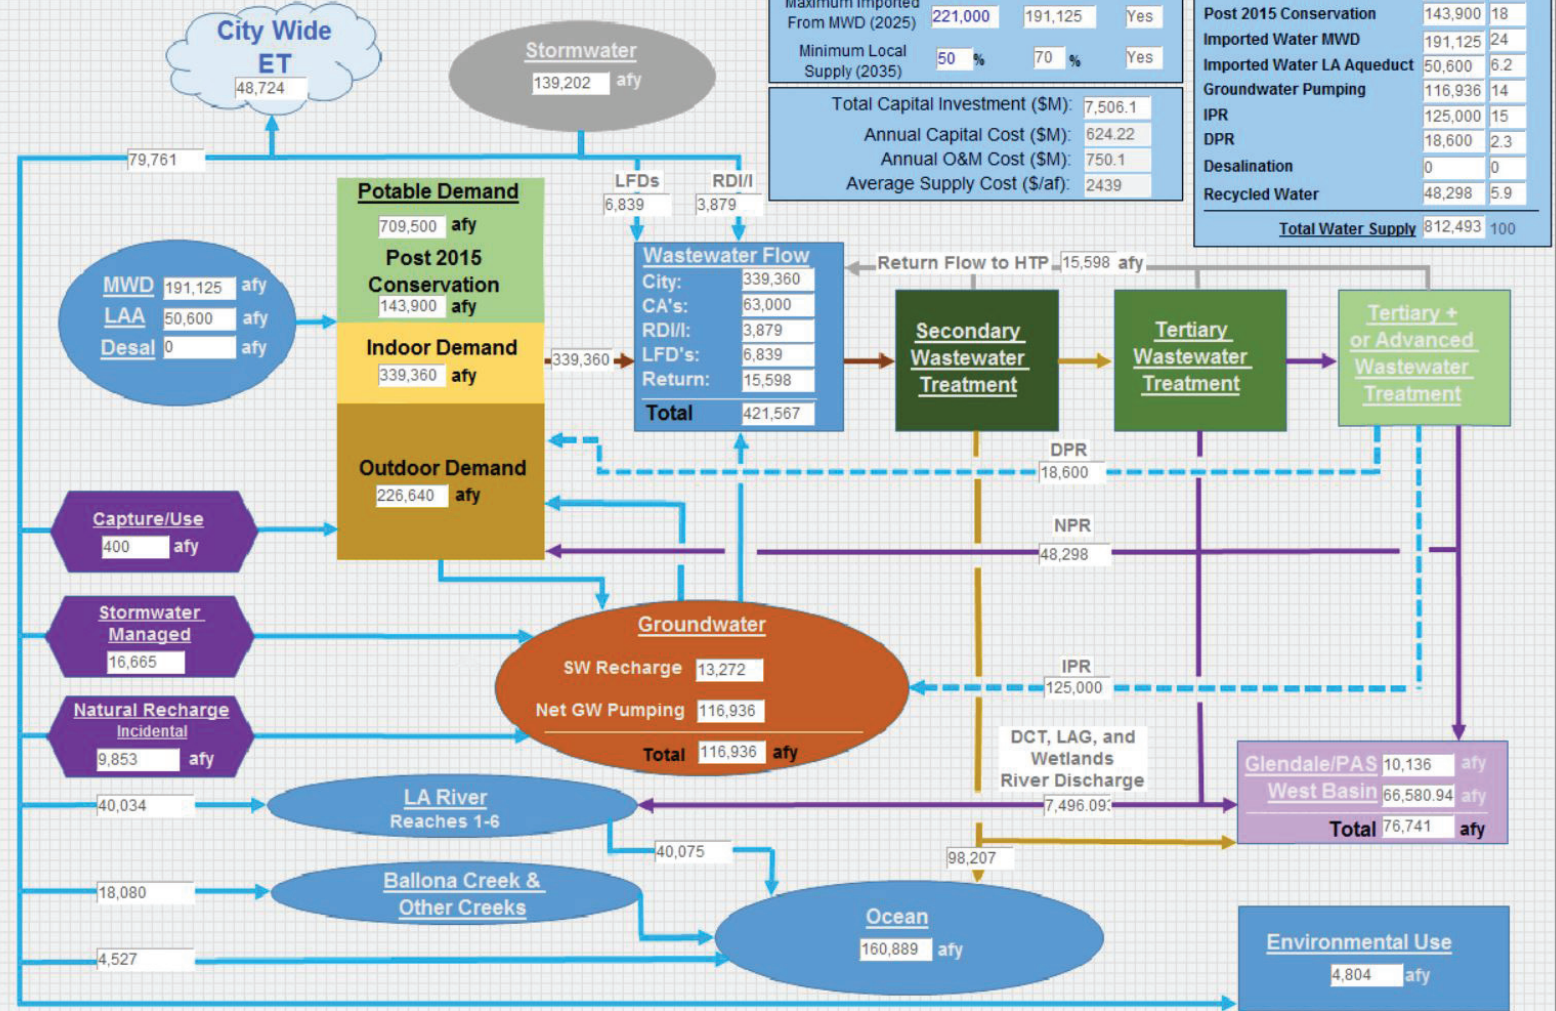 City Wide
ET
48,724
Stormwater
139,202 afy
Maximum Imported
From MWD (2025) 221,000 191,125 Yes
Minimum Local
Supply (2035) 50 % 70 % Yes
Total Capital Investment ($M): 7,506.1
Annual Capital Cost ($M): 624.22
Annual O&M Cost ($M): 750.1
Average Supply Cost ($/af): 2439
Post 2015 Conservation 143,900 18
Imported Water MWD 191,125 24
Imported Water LA Aqueduct 50,600 6.2
Groundwater Pumping 116,936 14
IPR 125,000 15
DPR 18,600 2.3
Desalination 0 0
Recycled Water 48,298 5.9
Total Water Supply 812,493 100
79,761
LFDs
6,839
RDI/I
3,879
Potable Demand
709,500 afy
Post 2015
Conservation
143,900 afy
Indoor Demand
339,360 afy
Outdoor Demand
226,640 afy
MWD 191,125 afy
LAA 50,600 afy
Desal 0 afy
339,360
Wastewater Flow
City: 339,360
CA's: 63,000
RDI/I: 3,879
LFD's: 6,839
Return: 15,598
Total 421,567
Return Flow to HTP 15,598 afy
Secondary
Wastewater
Treatment
Tertiary
Wastewater
Treatment
Tertiary +
or Advanced
Wastewater
Treatment
DPR
18,600
NPR
48,298
IPR
125,000
Capture/Use
400 afy
Stormwater
Managed
16,665
Natural Recharge
Incidental
9,853 afy
Groundwater
SW Recharge 13,272
Net GW Pumping 116,936
Total 116,936 afy
DCT, LAG, and
Wetlands
River Discharge
7,496.093
Glendale/PAS 10,136 afy
West Basin 66,580.94 afy
Total 76,741 afy
40,034
LA River
Reaches 1-6
40,075
98,207
18,080
Ballona Creek &
Other Creeks
4,527
Ocean
160,889 afy
Environmental Use
4,804 afy